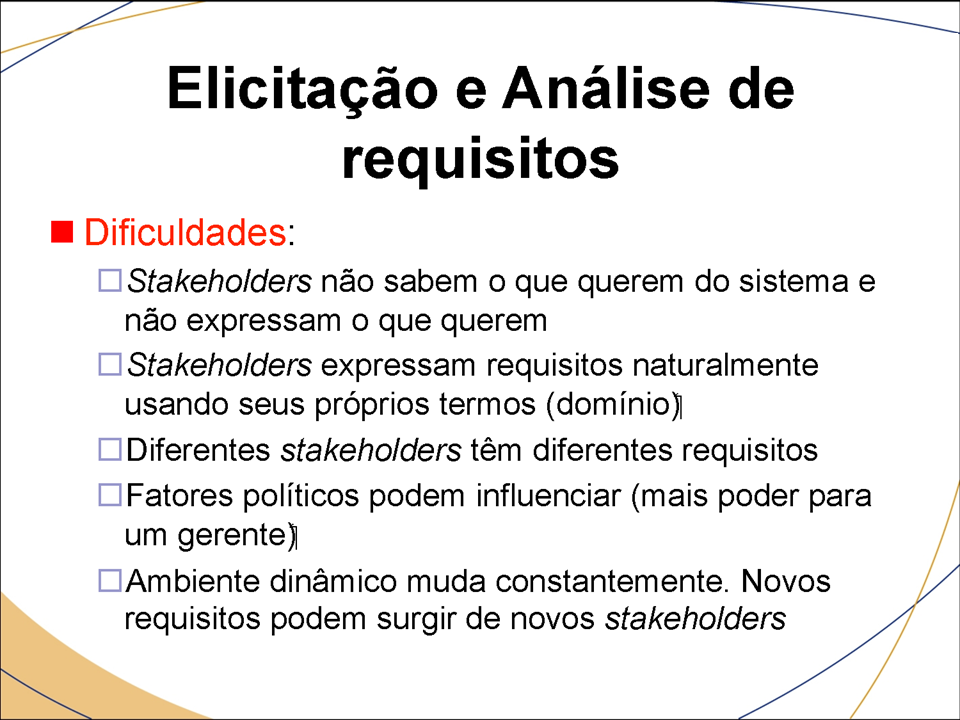 Elicitação e Análise de
requisitos
Dificuldades:
Stakeholders não sabem o que querem do sistema e
não expressam o que querem
Stakeholders expressam requisitos naturalmente
usando seus próprios termos (domínio)
Diferentes stakeholders têm diferentes requisitos
Fatores políticos podem influenciar (mais poder para
um gerente)
Ambiente dinâmico muda constantemente. Novos
requisitos podem surgir de novos stakeholders